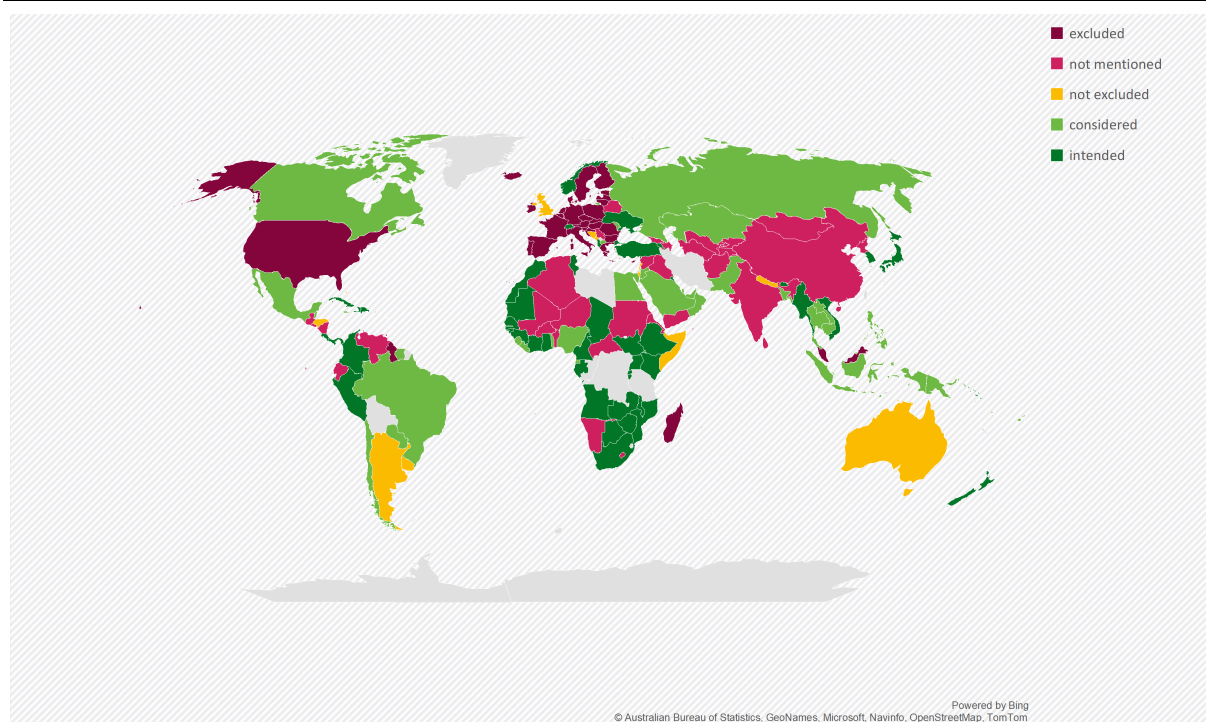 excluded
not mentioned
not excluded
considered
intended
Powered by Bing
© Australian Bureau of Statistics, GeoNames, Microsoft, Navinfo, OpenStreetMap, TomTom